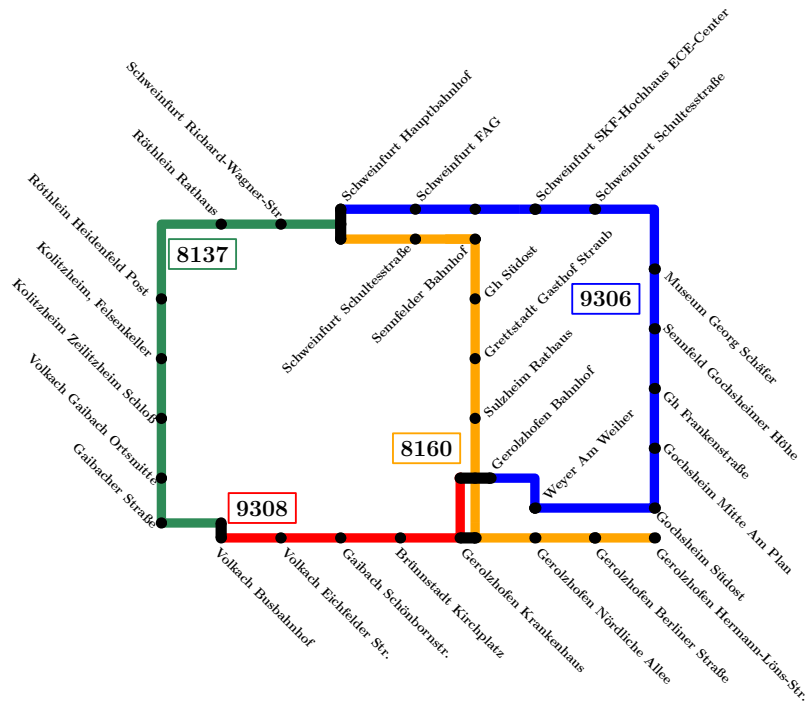 Schweinfurt Richard-Wagner-Str.
Schweinfurt Hauptbahnhof
Schweinfurt FAG
Schweinfurt SKF-Hochhaus ECE-Center
Schweinfurt Schultesstraße
Röthlein Rathaus
Röthlein Heidenfeld Post
8137
Kolitzheim, Felsenkeller
Kolitzheim Zeilitzheim Schloß
Volkach Gaibach Ortsmitte
Gaibacher Straße
Schweinfurt Schultesstraße
Sennfelder Bahnhof
Gh Südost
Grettstadt Gasthof Straub
Sulzheim Rathaus
Gerolzhofen Bahnhof
Weyer Am Weiher
9306
Museum Georg Schäfer
Sennfeld Gochsheimer Höhe
Gh Frankenstraße
Gochsheim Mitte Am Plan
Gochsheim Südost
8160
9308
Volkach Busbahnhof
Volkach Eichfelder Str.
Gaibach Schönbornstr.
Brünnstadt Kirchplatz
Gerolzhofen Krankenhaus
Gerolzhofen Nördliche Allee
Gerolzhofen Berliner Straße
Gerolzhofen Hermann-Löns-Str.